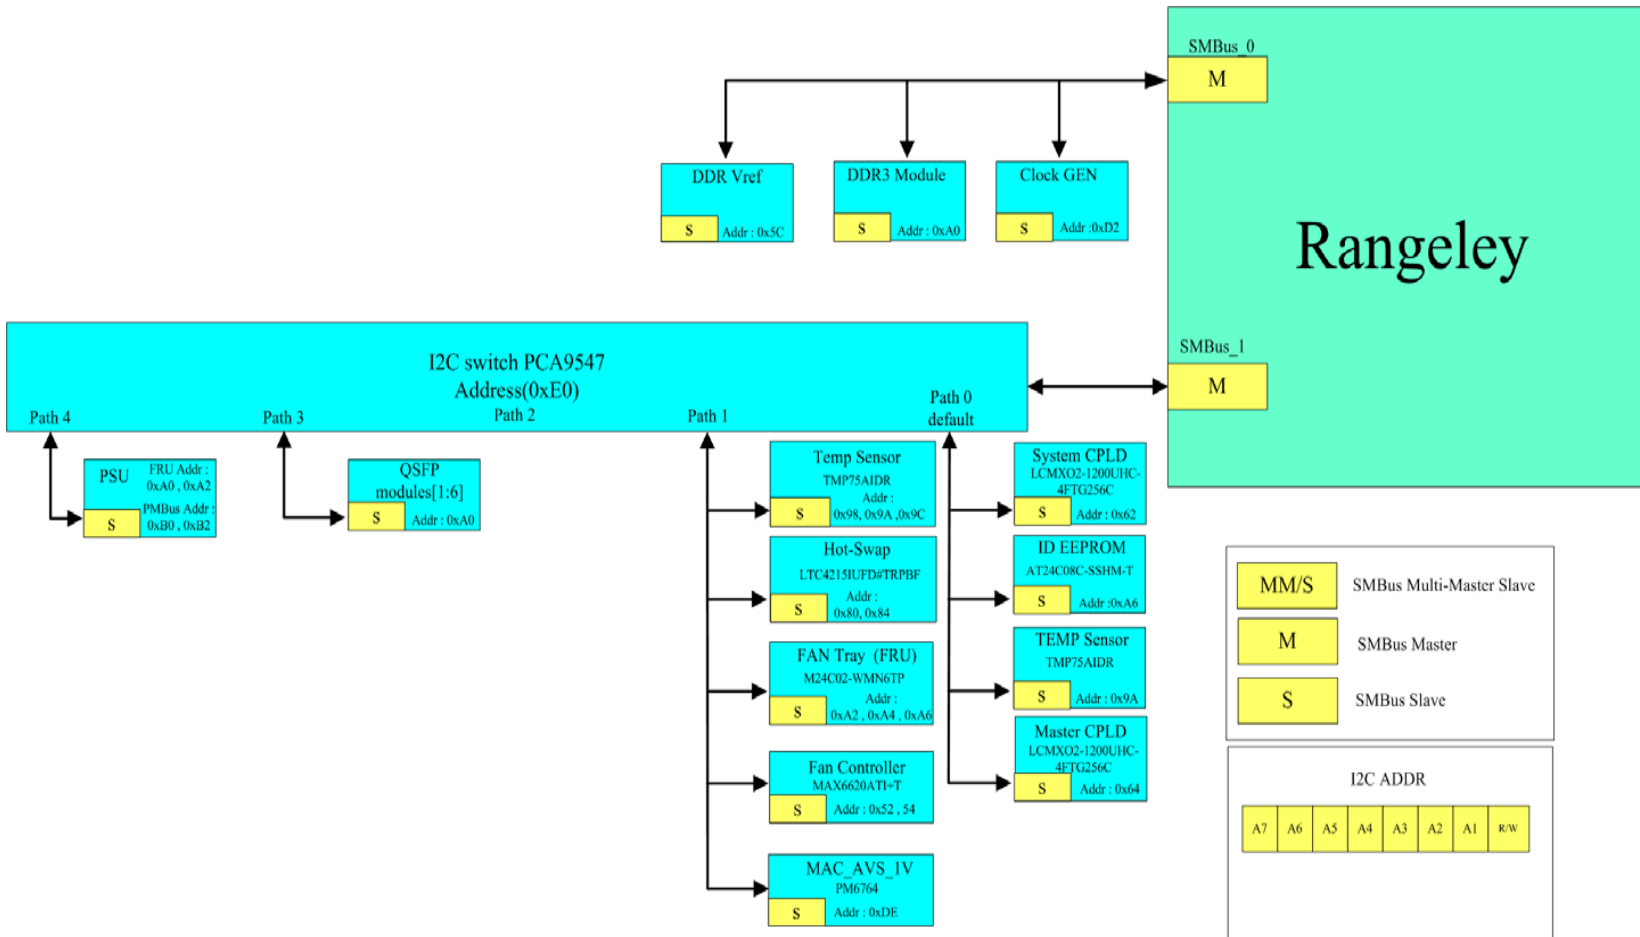 SMBus_0
M
DDR Vref
S
Addr : 0x5C
DDR3 Module
S
Addr : 0xA0
Clock GEN
S
Addr :0xD2
Rangeley
SMBus_1
M
I2C switch PCA9547
Address(0xE0)
Path 4
Path 3
Path 2
Path 1
Path 0
default
PSU
FRU Addr :
0xA0 , 0xA2
PMBus Addr :
0xB0 , 0xB2
S
QSFP
modules[1:6]
S
Addr : 0xA0
Temp Sensor
TMP75AIDR
Addr :
0x98, 0x9A ,0x9C
S
Hot-Swap
LTC4215IUFD#TRPBF
Addr :
0x80, 0x84
S
FAN Tray (FRU)
M24C02-WMN6TP
Addr :
0xA2 , 0xA4 , 0xA6
S
Fan Controller
MAX6620ATI+T
S
Addr : 0x52 , 54
MAC_AVS_1V
PM6764
S
Addr : 0xDE
System CPLD
LCMXO2-1200UHC-
4FTG256C
S
Addr : 0x62
ID EEPROM
AT24C08C-SSHM-T
S
Addr :0xA6
TEMP Sensor
TMP75AIDR
S
Addr : 0x9A
Master CPLD
LCMXO2-1200UHC-
4FTG256C
S
Addr : 0x64
MM/S
SMBus Multi-Master Slave
M
SMBus Master
S
SMBus Slave
I2C ADDR
A7 A6 A5 A4 A3 A2 A1 R/W